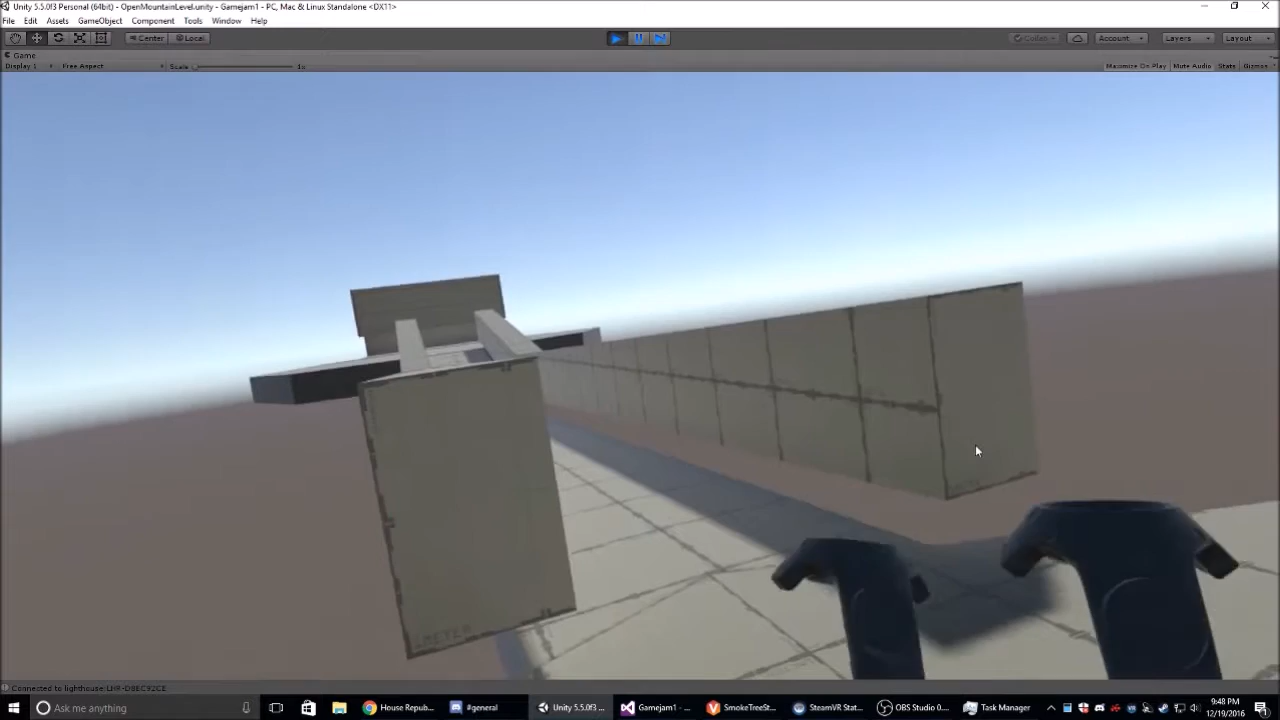 Unity 5.5.0f3 Personal (64bit) - OpenMountainLevel.unity - Gamejam1 - PC, Mac & Linux Standalone <DX11>
File Edit Assets GameObject Component Tools Window Help
Center Local Collab Account Layers Layout
Game
Display 1 Free Aspect Scale 1x Maximize On Play Mute Audio Stats Gizmos
1METER
Connected to lighthouse LHR-D8EC92CE
Ask me anything House Repub... #general Unity 5.5.0f3 ... Gamejam1 - ... SmokeTreeSt... SteamVR Stat... OBS Studio 0.... Task Manager 9:48 PM
12/19/2016